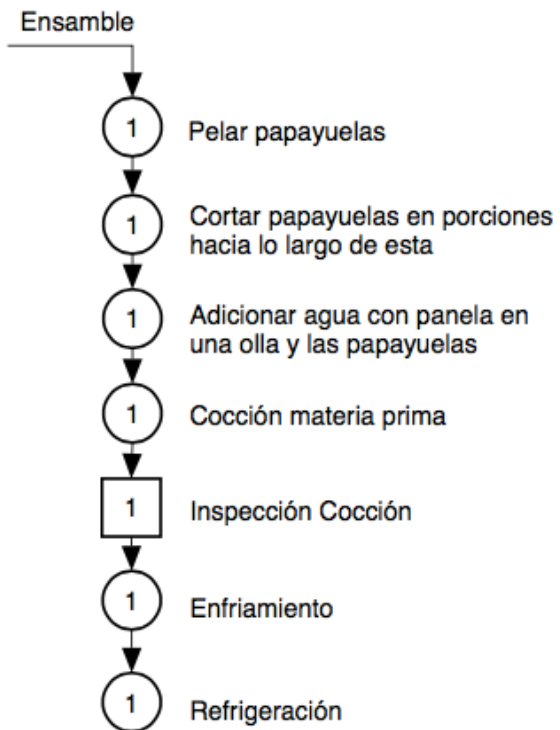 Ensamble
1 Pelar papayuelas
1 Cortar papayuelas en porciones
hacia lo largo de esta
1 Adicionar agua con panela en
una olla y las papayuelas
1 Cocción materia prima
1 Inspección Cocción
1 Enfriamiento
1 Refrigeración